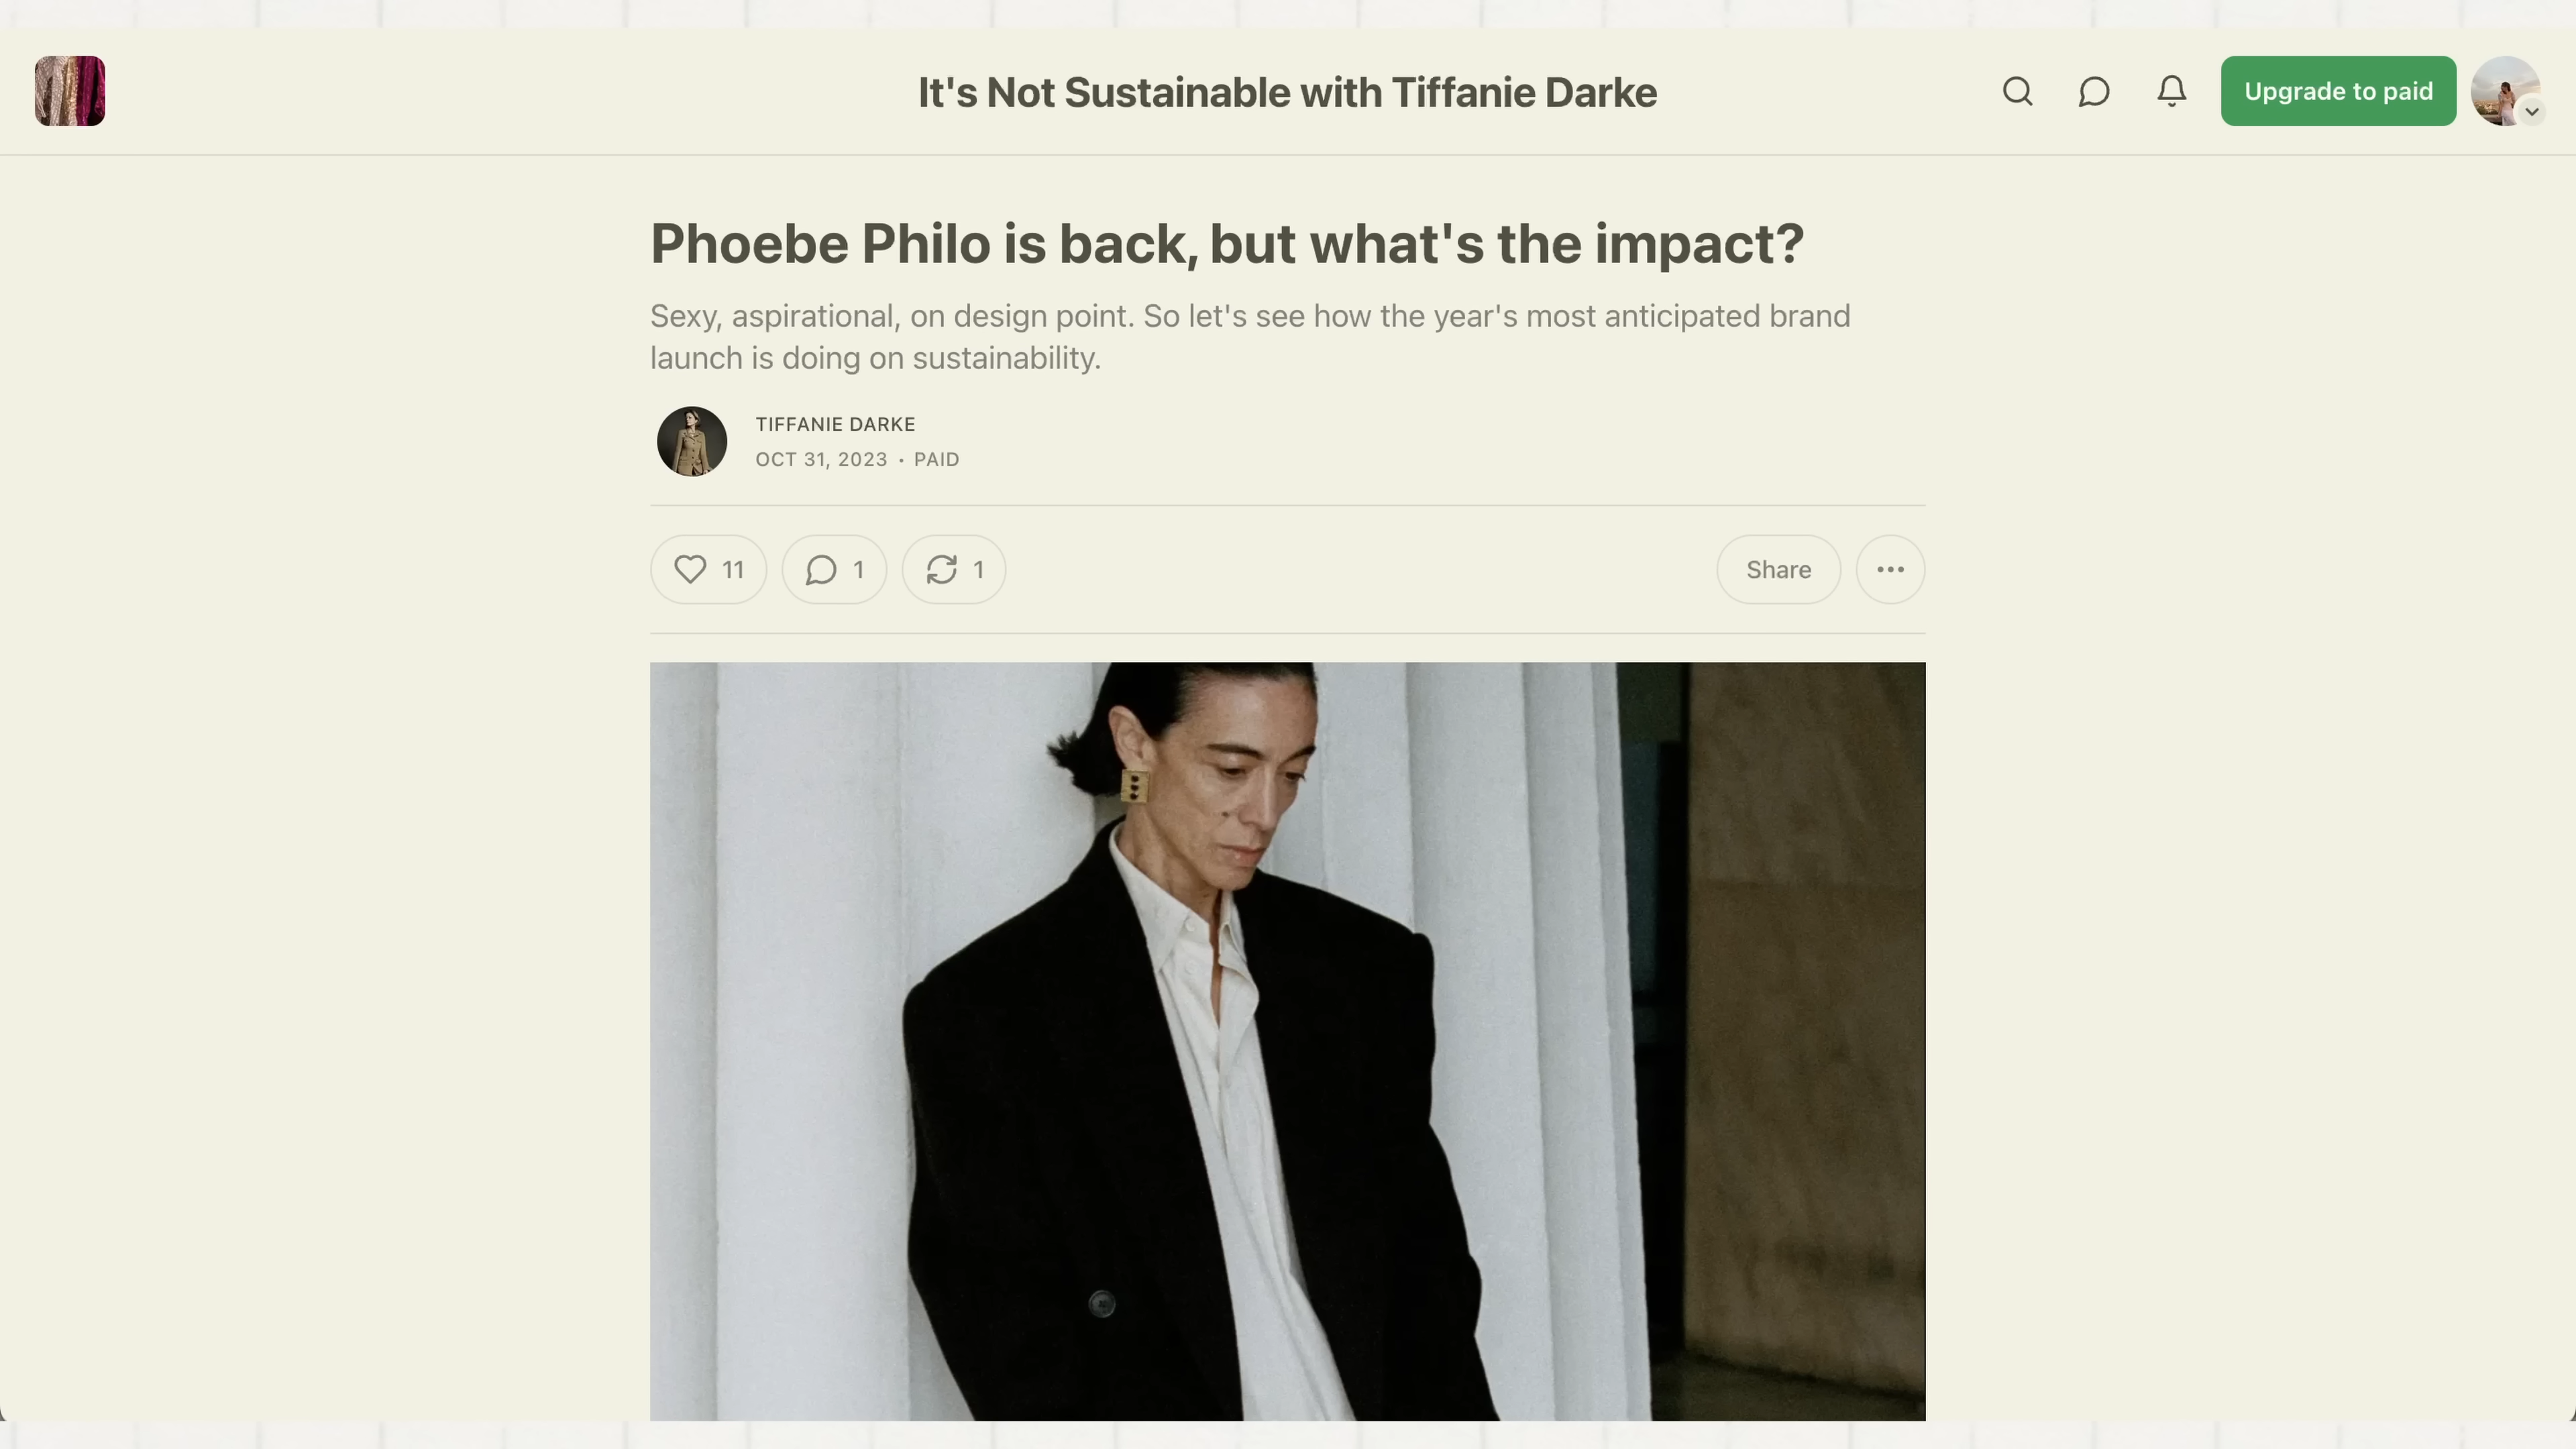 It's Not Sustainable with Tiffanie Darke
Upgrade to paid
Phoebe Philo is back, but what's the impact?
Sexy, aspirational, on design point. So let's see how the year's most anticipated brand
launch is doing on sustainability.
TIFFANIE DARKE
OCT 31, 2023 • PAID
11
1
1
Share